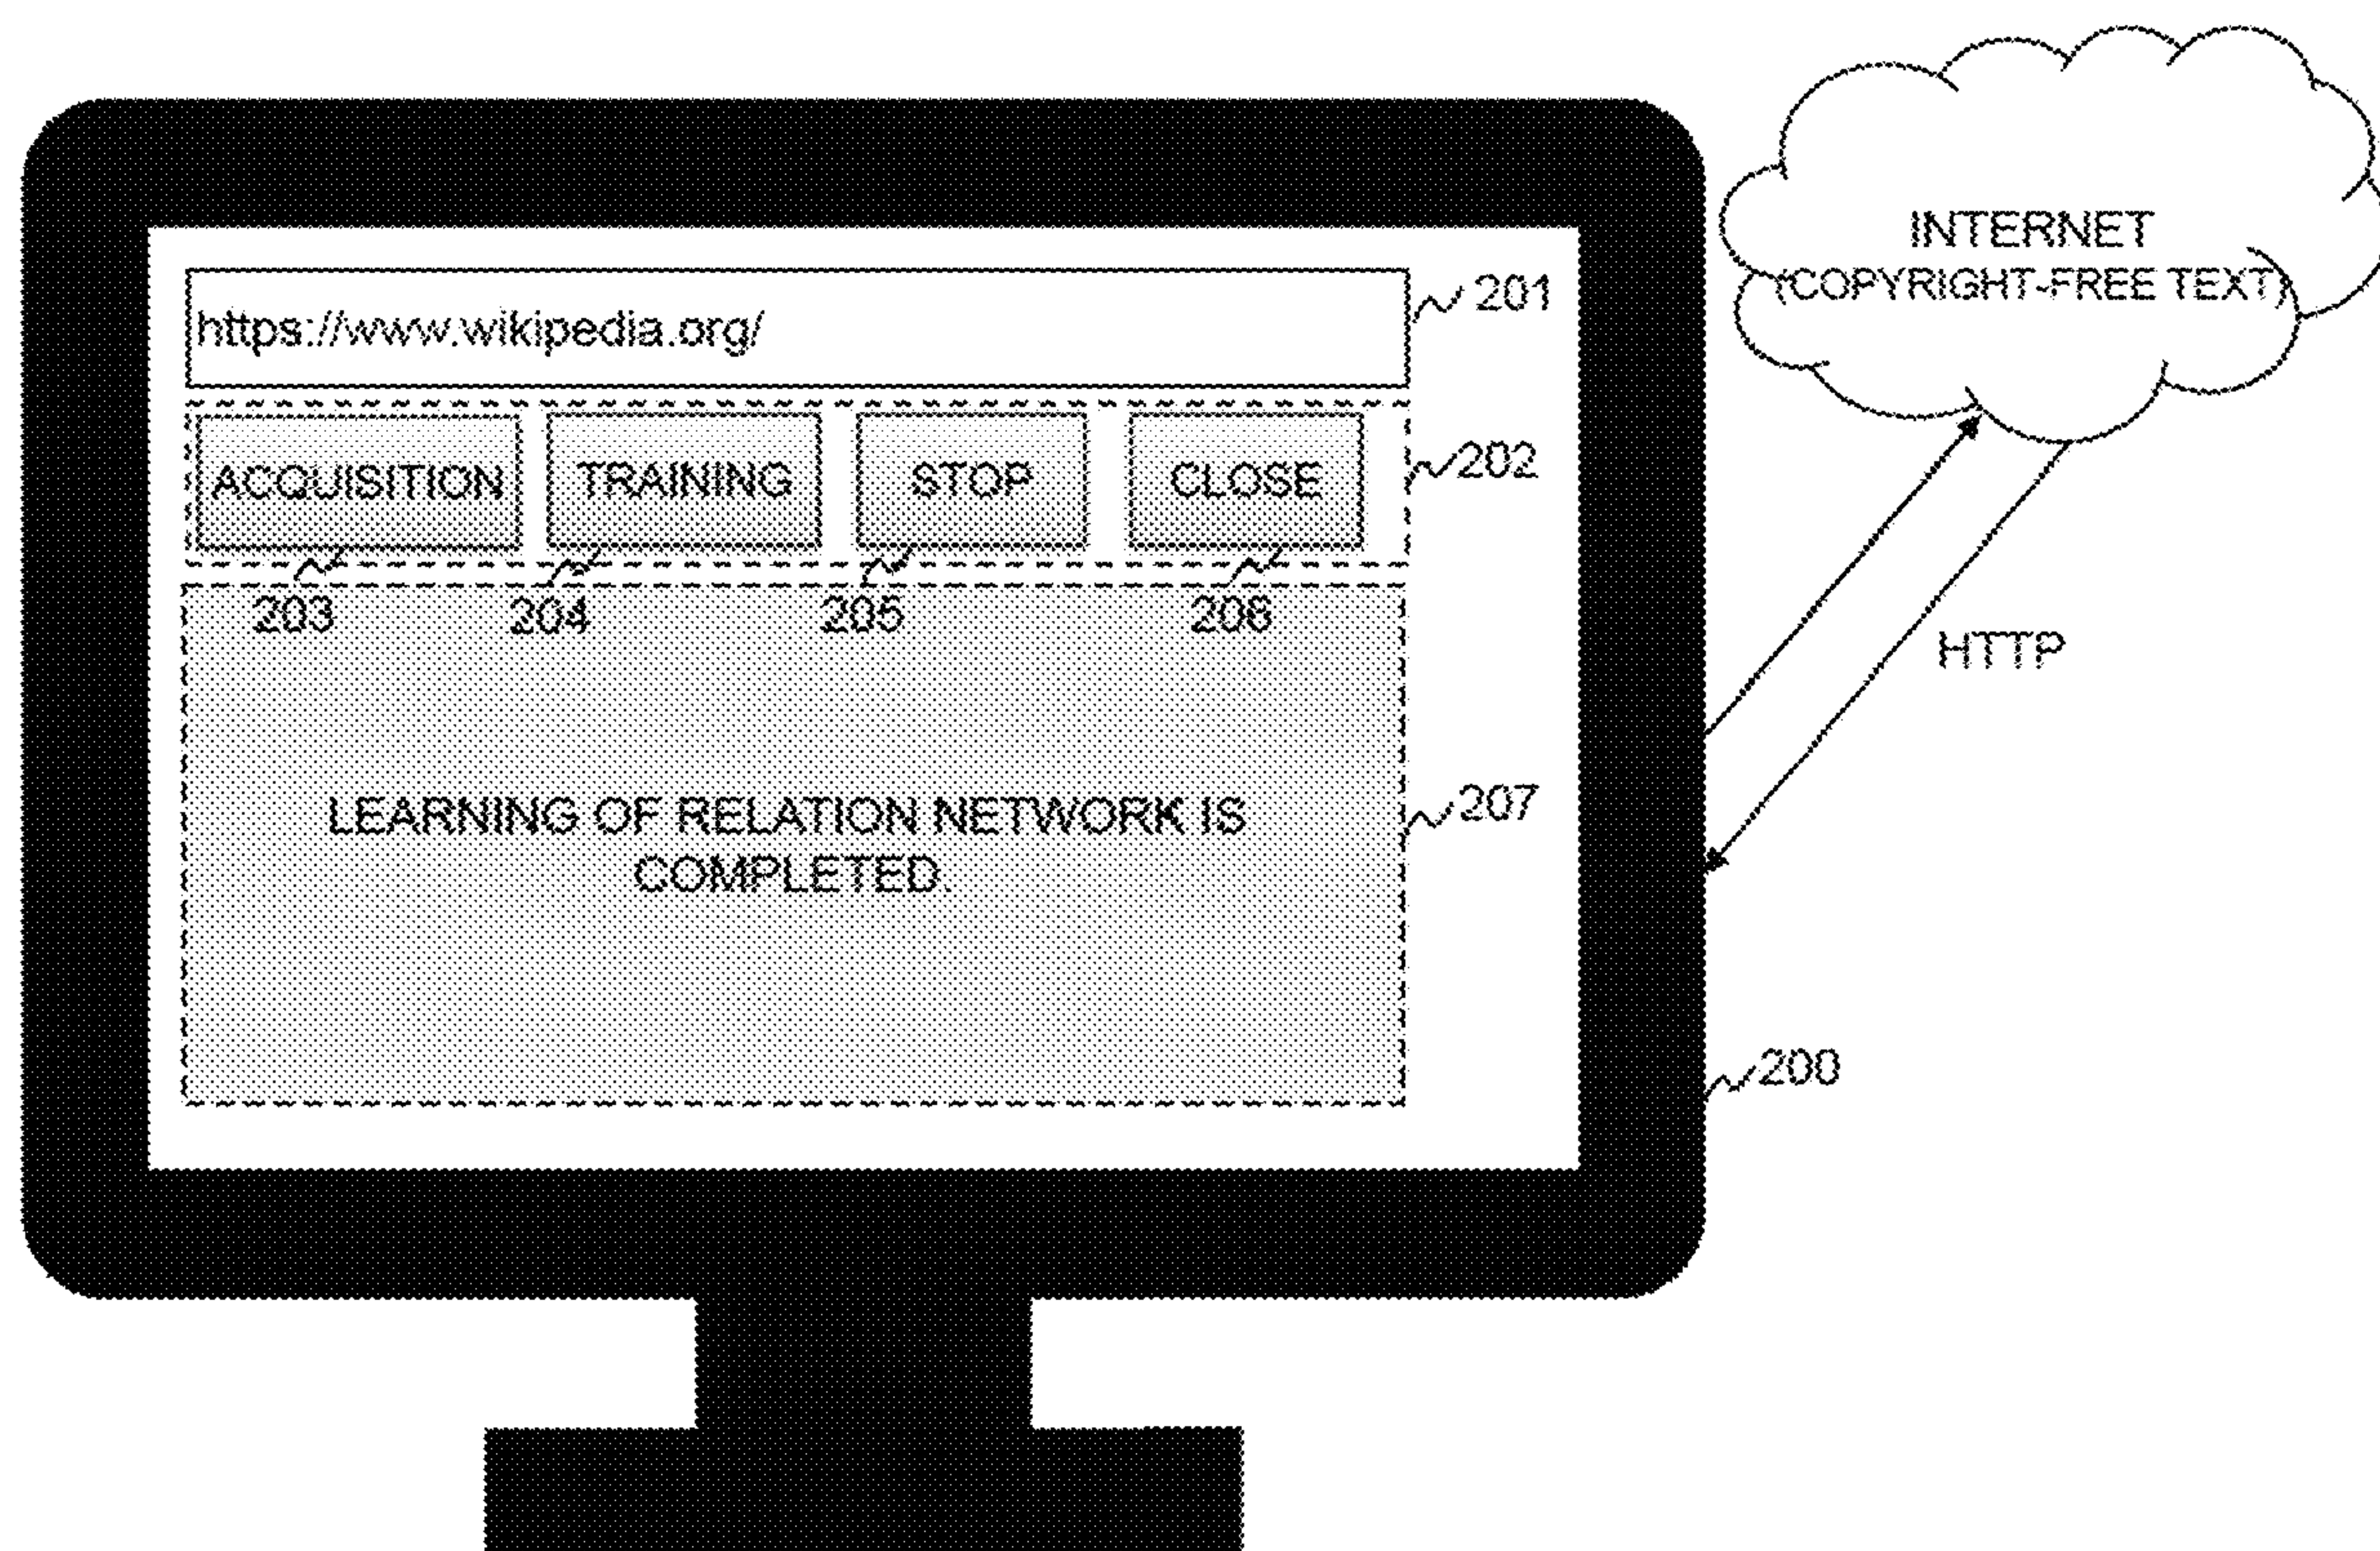 INTERNET
(COPYRIGHT-FREE TEXT)
https://www.wikipedia.org/
201
ACQUISITION TRAINING STOP CLOSE
202
203 204 205 206
HTTP
LEARNING OF RELATION NETWORK IS
COMPLETED.
207
200